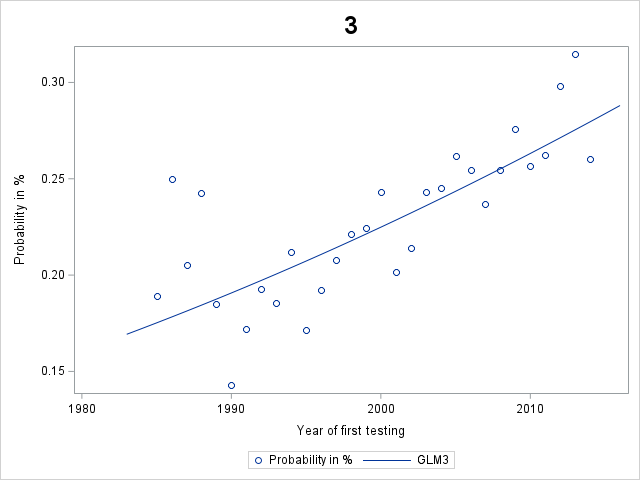 3
0.30
0.25
0.20
0.15
Probability in %
1980 1990 2000 2010
Year of first testing
Probability in % GLM3